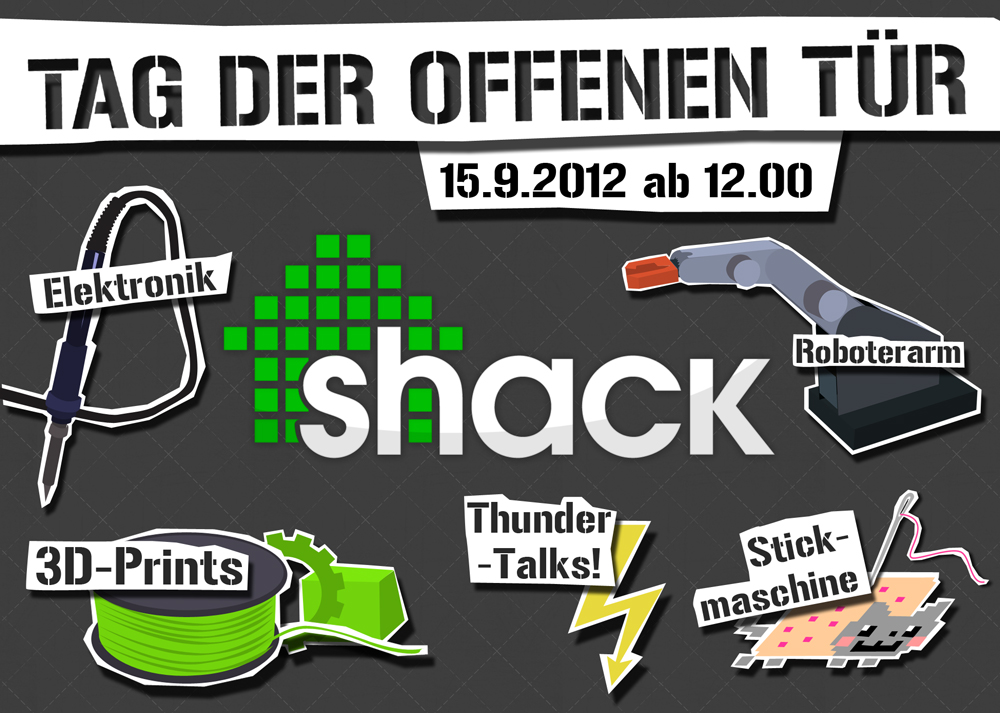 TAG DER OFFENEN TÜR
15.9.2012 ab 12.00
Elektronik
shack
Roboterarm
3D-Prints
Thunder
-Talks!
Stick-
maschine